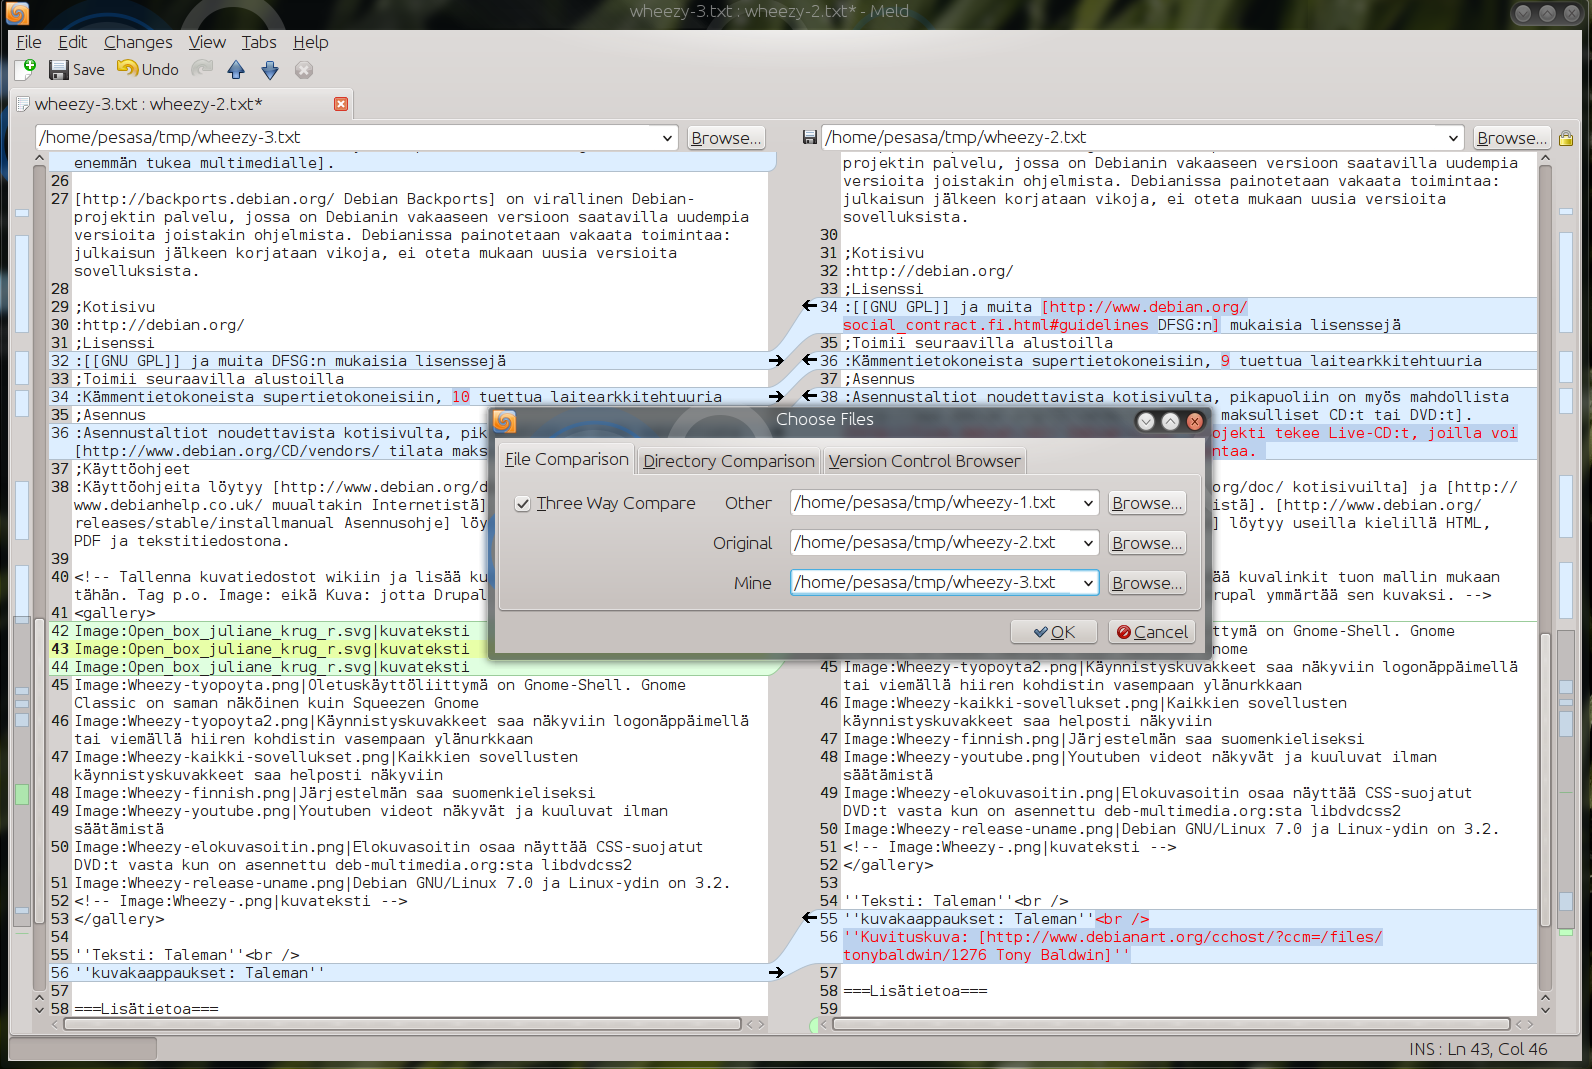 wheezy-3.txt : wheezy-2.txt* - Meld
File Edit Changes View Tabs Help
Save Undo
wheezy-3.txt : wheezy-2.txt*
/home/pesasa/tmp/wheezy-3.txt Browse...
enemmän tukea multimedialle].
26
27 [http://backports.debian.org/ Debian Backports] on virallinen Debian-
projektin palvelu, jossa on Debianin vakaaseen versioon saatavilla uudempia
versioita joistakin ohjelmista. Debianissa painotetaan vakaata toimintaa:
julkaisun jälkeen korjataan vikoja, ei oteta mukaan uusia versioita
sovelluksista.
28
29 ;Kotisivu
30 :http://debian.org/
31 ;Lisenssi
32 :[[GNU GPL]] ja muita DFSG:n mukaisia lisenssejä
33 ;Toimii seuraavilla alustoilla
34 :Kämmentietokoneista supertietokoneisiin, 10 tuettua laitearkkitehtuuria
35 ;Asennus
36 :Asennustaltiot noudettavista kotisivulta, pik
[http://www.debian.org/CD/vendors/ tilata maks
37 ;Käyttöohjeet
38 :Käyttöohjeita löytyy [http://www.debian.org/d
www.debianhelp.co.uk/ muualtakin Internetistä]
releases/stable/installmanual Asennusohje] löy
PDF ja tekstitiedostona.
39
40 <!-- Tallenna kuvatiedostot wikiin ja lisää ku
tähän. Tag p.o. Image: eikä Kuva: jotta Drupal
41 <gallery>
42 Image:Open_box_juliane_krug_r.svg|kuvateksti
43 Image:Open_box_juliane_krug_r.svg|kuvateksti
44 Image:Open_box_juliane_krug_r.svg|kuvateksti
45 Image:Wheezy-tyopoyta.png|Oletuskäyttöliittymä on Gnome-Shell. Gnome
Classic on saman näköinen kuin Squeezen Gnome
46 Image:Wheezy-tyopoyta2.png|Käynnistyskuvakkeet saa näkyviin logonäppäimellä
tai viemällä hiiren kohdistin vasempaan ylänurkkaan
47 Image:Wheezy-kaikki-sovellukset.png|Kaikkien sovellusten
käynnistyskuvakkeet saa helposti näkyviin
48 Image:Wheezy-finnish.png|Järjestelmän saa suomenkieliseksi
49 Image:Wheezy-youtube.png|Youtuben videot näkyvät ja kuuluvat ilman
säätämistä
50 Image:Wheezy-elokuvasoitin.png|Elokuvasoitin osaa näyttää CSS-suojatut
DVD:t vasta kun on asennettu deb-multimedia.org:sta libdvdcss2
51 Image:Wheezy-release-uname.png|Debian GNU/Linux 7.0 ja Linux-ydin on 3.2.
52 <!-- Image:Wheezy-.png|kuvateksti -->
53 </gallery>
54
55 ''Teksti: Taleman''<br />
56 ''kuvakaappaukset: Taleman''
57
58 ===Lisätietoa===
/home/pesasa/tmp/wheezy-2.txt Browse...
projektin palvelu, jossa on Debianin vakaaseen versioon saatavilla uudempia
versioita joistakin ohjelmista. Debianissa painotetaan vakaata toimintaa:
julkaisun jälkeen korjataan vikoja, ei oteta mukaan uusia versioita
sovelluksista.
30
31 ;Kotisivu
32 :http://debian.org/
33 ;Lisenssi
34 :[[GNU GPL]] ja muita [http://www.debian.org/
social_contract.fi.html#guidelines DFSG:n] mukaisia lisenssejä
35 ;Toimii seuraavilla alustoilla
36 :Kämmentietokoneista supertietokoneisiin, 9 tuettua laitearkkitehtuuria
37 ;Asennus
38 :Asennustaltiot noudettavista kotisivulta, pikapuoliin on myös mahdollista
maksulliset CD:t tai DVD:t].
ojekti tekee Live-CD:t, joilla voi
ntaa.
org/doc/ kotisivuilta] ja [http://
istä]. [http://www.debian.org/
] löytyy useilla kielillä HTML,
ää kuvalinkit tuon mallin mukaan
rupal ymmärtää sen kuvaksi. -->
ttymä on Gnome-Shell. Gnome
nome
45 Image:Wheezy-tyopoyta2.png|Käynnistyskuvakkeet saa näkyviin logonäppäimellä
tai viemällä hiiren kohdistin vasempaan ylänurkkaan
46 Image:Wheezy-kaikki-sovellukset.png|Kaikkien sovellusten
käynnistyskuvakkeet saa helposti näkyviin
47 Image:Wheezy-finnish.png|Järjestelmän saa suomenkieliseksi
48 Image:Wheezy-youtube.png|Youtuben videot näkyvät ja kuuluvat ilman
säätämistä
49 Image:Wheezy-elokuvasoitin.png|Elokuvasoitin osaa näyttää CSS-suojatut
DVD:t vasta kun on asennettu deb-multimedia.org:sta libdvdcss2
50 Image:Wheezy-release-uname.png|Debian GNU/Linux 7.0 ja Linux-ydin on 3.2.
51 <!-- Image:Wheezy-.png|kuvateksti -->
52 </gallery>
53
54 ''Teksti: Taleman''<br />
55 ''kuvakaappaukset: Taleman''<br />
56 ''Kuvituskuva: [http://www.debianart.org/cchost/?ccm=/files/
tonybaldwin/1276 Tony Baldwin]''
57
58 ===Lisätietoa===
59
Choose Files
File Comparison Directory Comparison Version Control Browser
Three Way Compare Other /home/pesasa/tmp/wheezy-1.txt Browse...
Original /home/pesasa/tmp/wheezy-2.txt Browse...
Mine /home/pesasa/tmp/wheezy-3.txt Browse...
OK Cancel
INS : Ln 43, Col 46